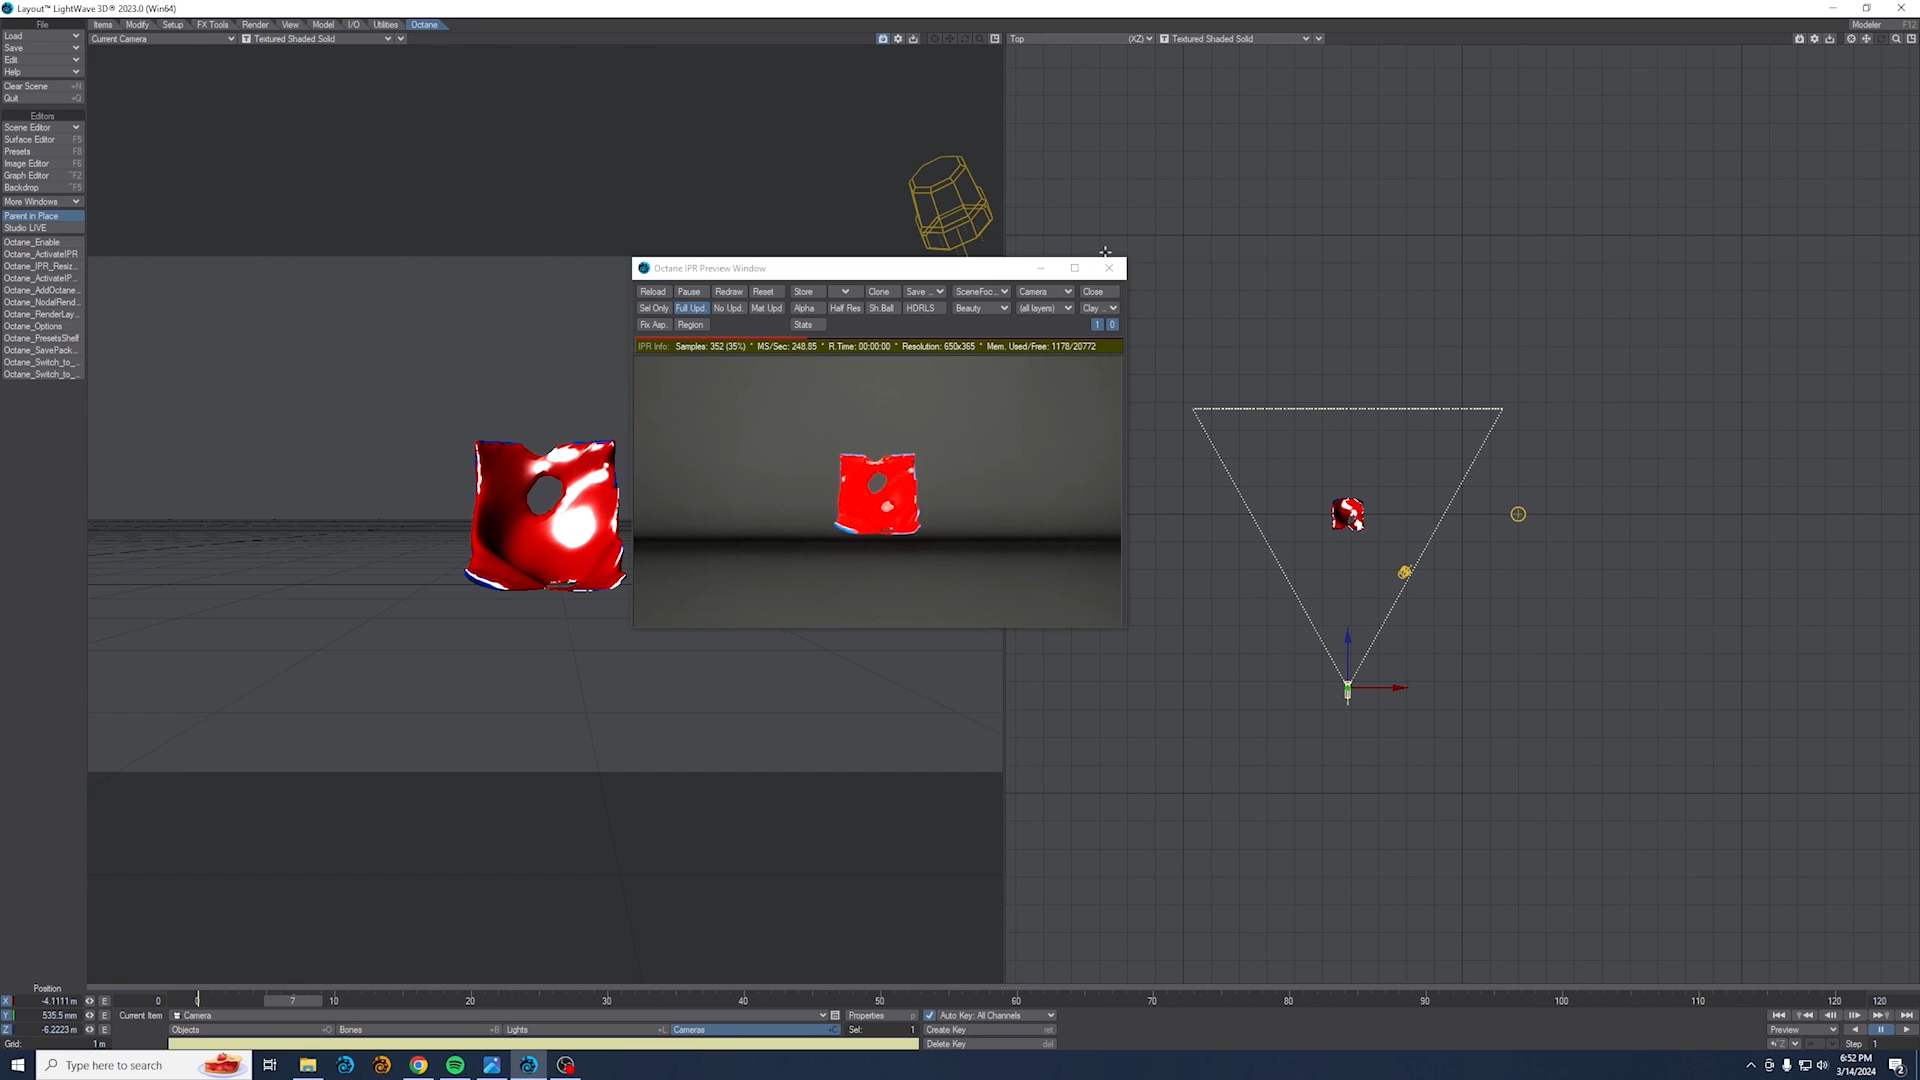 Layout™ LightWave 3D® 2023.0 (Win64)
File Items Modify Setup FX Tools Render View Model I/O Utilities Octane Modeler F12
Load Current Camera T Textured Shaded Solid Top (XZ) T Textured Shaded Solid
Save
Edit
Help
Clear Scene +N
Quit +Q
Editors
Scene Editor
Surface Editor F5
Presets F8
Image Editor F6
Graph Editor ^F2
Backdrop ^F5
More Windows
Parent in Place
Studio LIVE
Octane_Enable
Octane_ActivateIPR
Octane_IPR_Resiz...
Octane_ActivateIP...
Octane_AddOctane...
Octane_NodalRend...
Octane_RenderLay...
Octane_Options
Octane_PresetsShelf
Octane_SavePack...
Octane_Switch_to_...
Octane_Switch_to_...
Octane IPR Preview Window
Reload Pause Redraw Reset Store Clone Save ... SceneFoc... Camera Close
Sel Only Full Upd. No Upd. Mat Upd Alpha Half Res Sh.Ball HDRLS Beauty (all layers) Clay ...
Fix Asp. Region Stats 1 0
IPR Info: Samples: 352 (35%) * MS/Sec: 248.85 * R.Time: 00:00:00 * Resolution: 650x365 * Mem. Used/Free: 1178/20772
Position
X -4.1111 m E 0 0 7 10 20 30 40 50 60 70 80 90 100 110 120 120
Y 535.5 mm E Current Item Camera Properties p Auto Key: All Channels
Z -6.2223 m E Objects +O Bones +B Lights +L Cameras +C Sel: 1 Create Key ret Preview
Grid: 1 m Delete Key Step 1
Type here to search
6:52 PM
3/14/2024
2